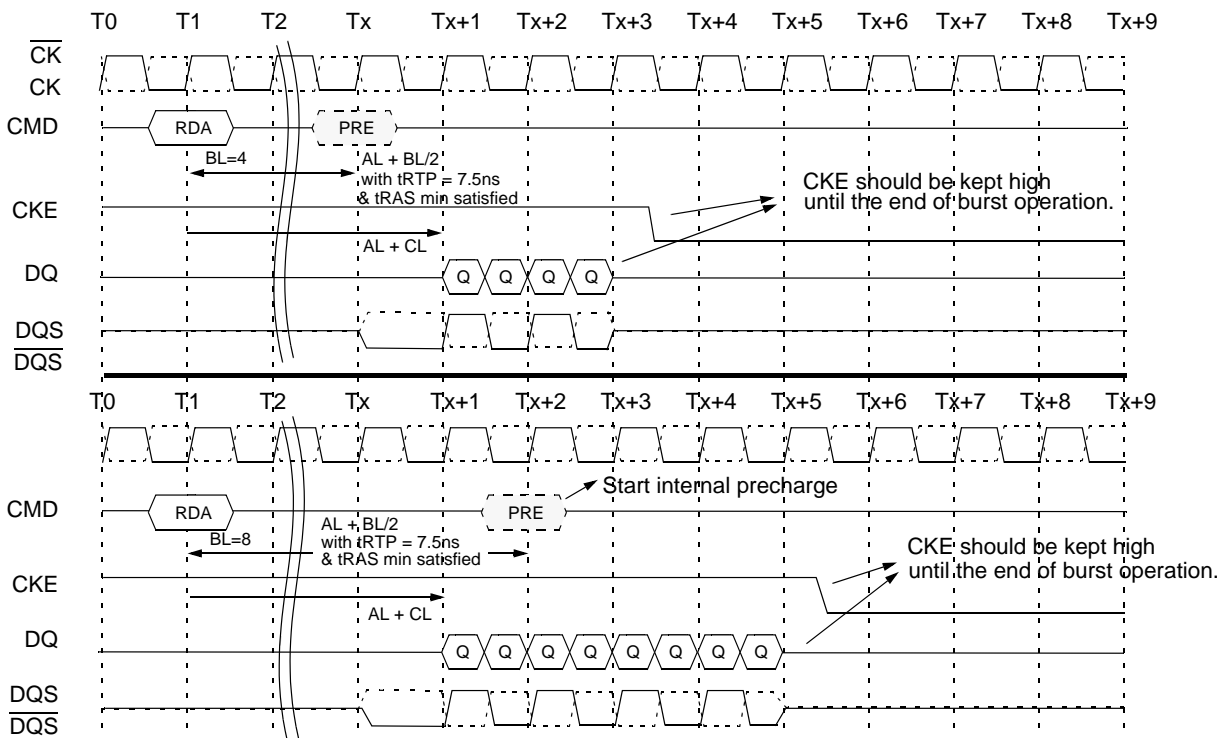 T0 T1 T2 Tx Tx+1 Tx+2 Tx+3 Tx+4 Tx+5 Tx+6 Tx+7 Tx+8 Tx+9
CK
CK
CMD RDA PRE
BL=4 AL + BL/2
with tRTP = 7.5ns
& tRAS min satisfied
CKE should be kept high
until the end of burst operation.
CKE
AL + CL
DQ Q Q Q Q
DQS
DQS
T0 T1 T2 Tx Tx+1 Tx+2 Tx+3 Tx+4 Tx+5 Tx+6 Tx+7 Tx+8 Tx+9
Start internal precharge
CMD RDA PRE
AL + BL/2
BL=8 with tRTP = 7.5ns
& tRAS min satisfied
CKE should be kept high
until the end of burst operation.
CKE
AL + CL
DQ Q Q Q Q Q Q Q Q
DQS
DQS